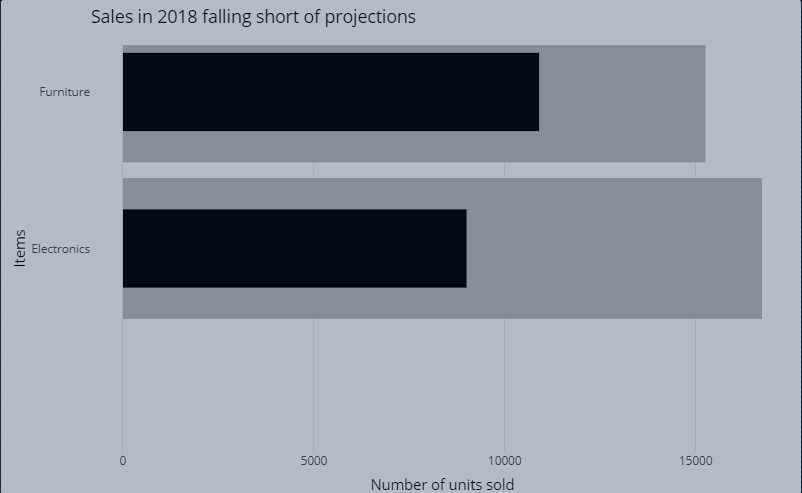 Sales in 2018 falling short of projections
Furniture
Electronics
Items
0 5000 10000 15000
Number of units sold